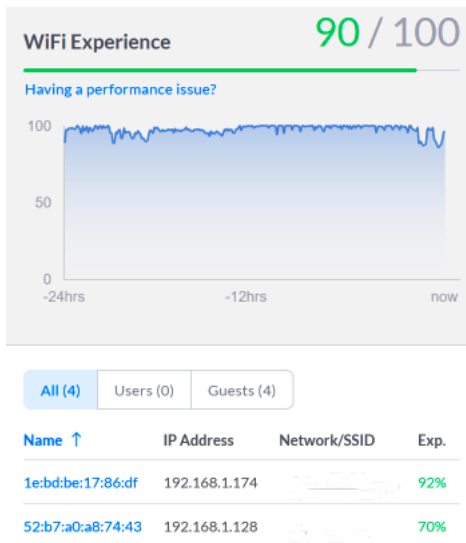 WiFi Experience 90 / 100
Having a performance issue?
100
50
0
-24hrs -12hrs now
All (4) Users (0) Guests (4)
Name ↑ IP Address Network/SSID Exp.
1e:bd:be:17:86:df 192.168.1.174 92%
52:b7:a0:a8:74:43 192.168.1.128 70%